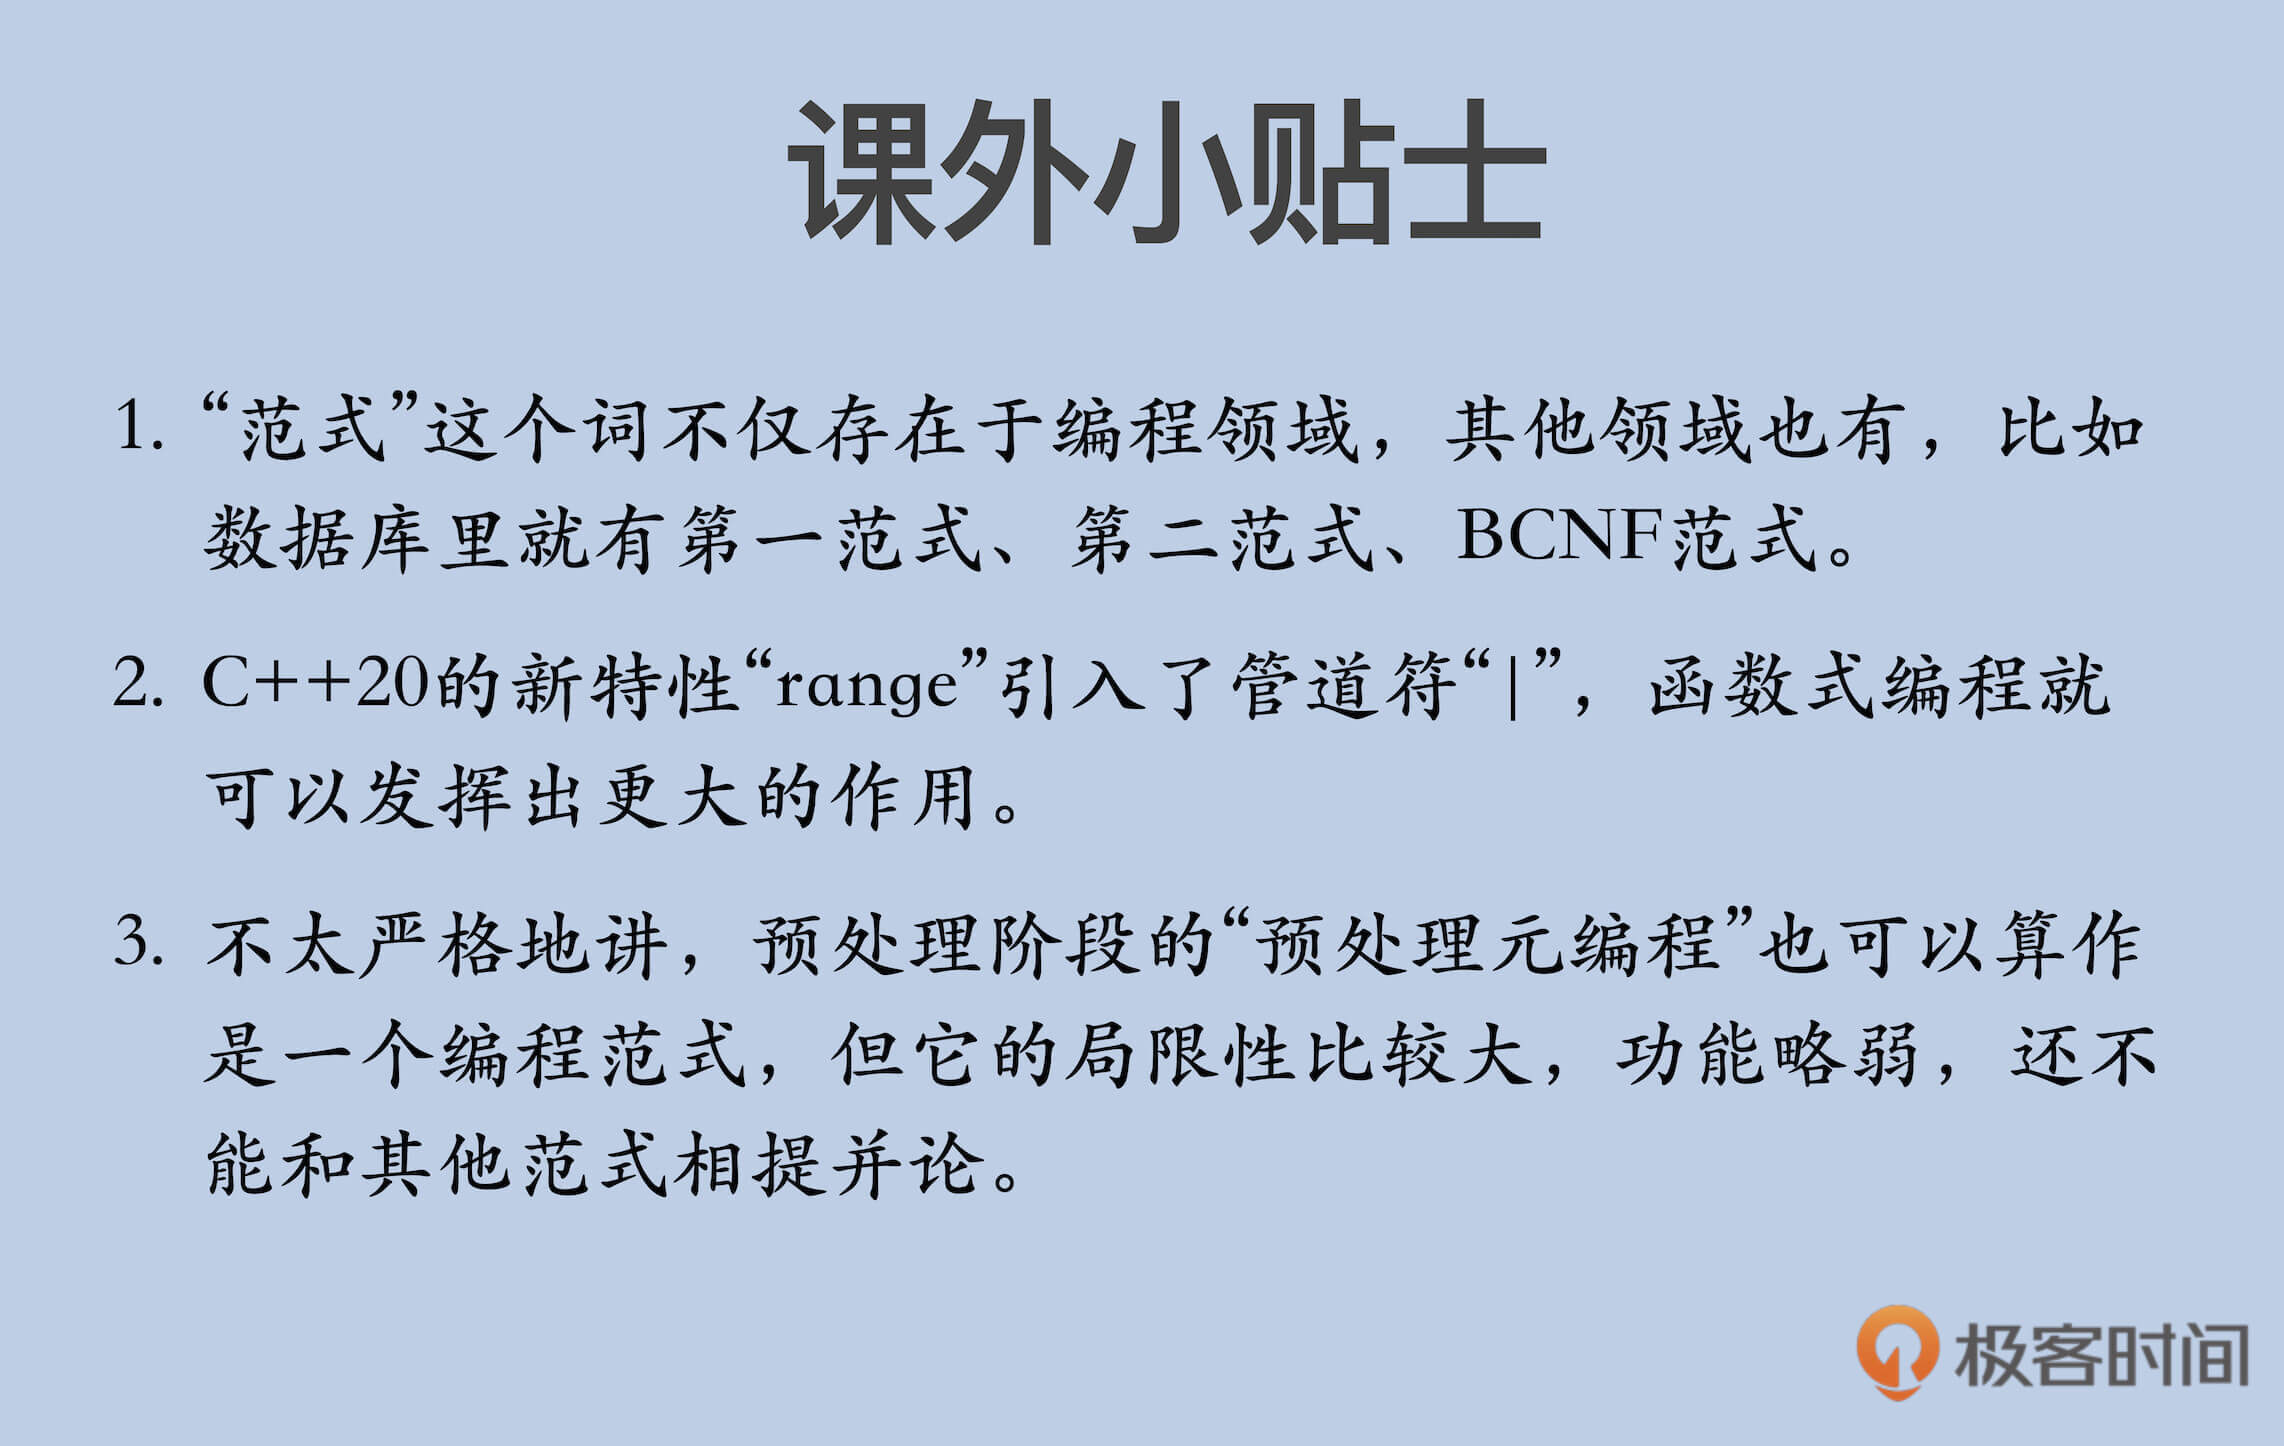 课外小贴士
1. “范式”这个词不仅存在于编程领域，其他领域也有，比如
数据库里就有第一范式、第二范式、BCNF范式。
2. C++20的新特性“range”引入了管道符“|”，函数式编程就
可以发挥出更大的作用。
3. 不太严格地讲，预处理阶段的“预处理元编程”也可以算作
是一个编程范式，但它的局限性比较大，功能略弱，还不
能和其他范式相提并论。
极客时间